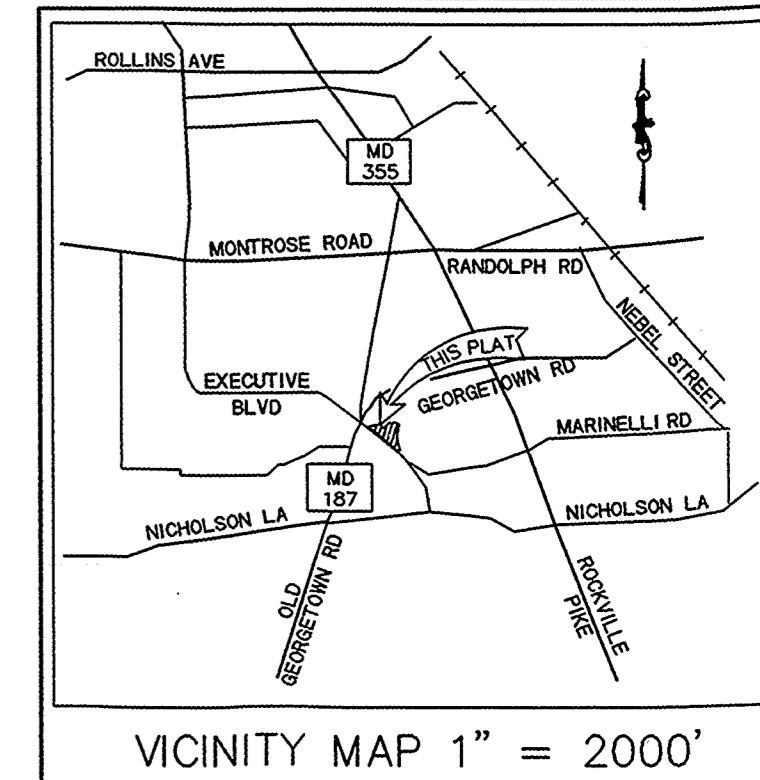 ROLLINS AVE
MD
355
MONTROSE ROAD
RANDOLPH RD
NEBEL STREET
THIS PLAT
GEORGETOWN RD
EXECUTIVE
BLVD
MARINELLI RD
MD
187
NICHOLSON LA
NICHOLSON LA
OLD
GEORGETOWN RD
ROCKVILLE
PIKE
VICINITY MAP 1" = 2000'